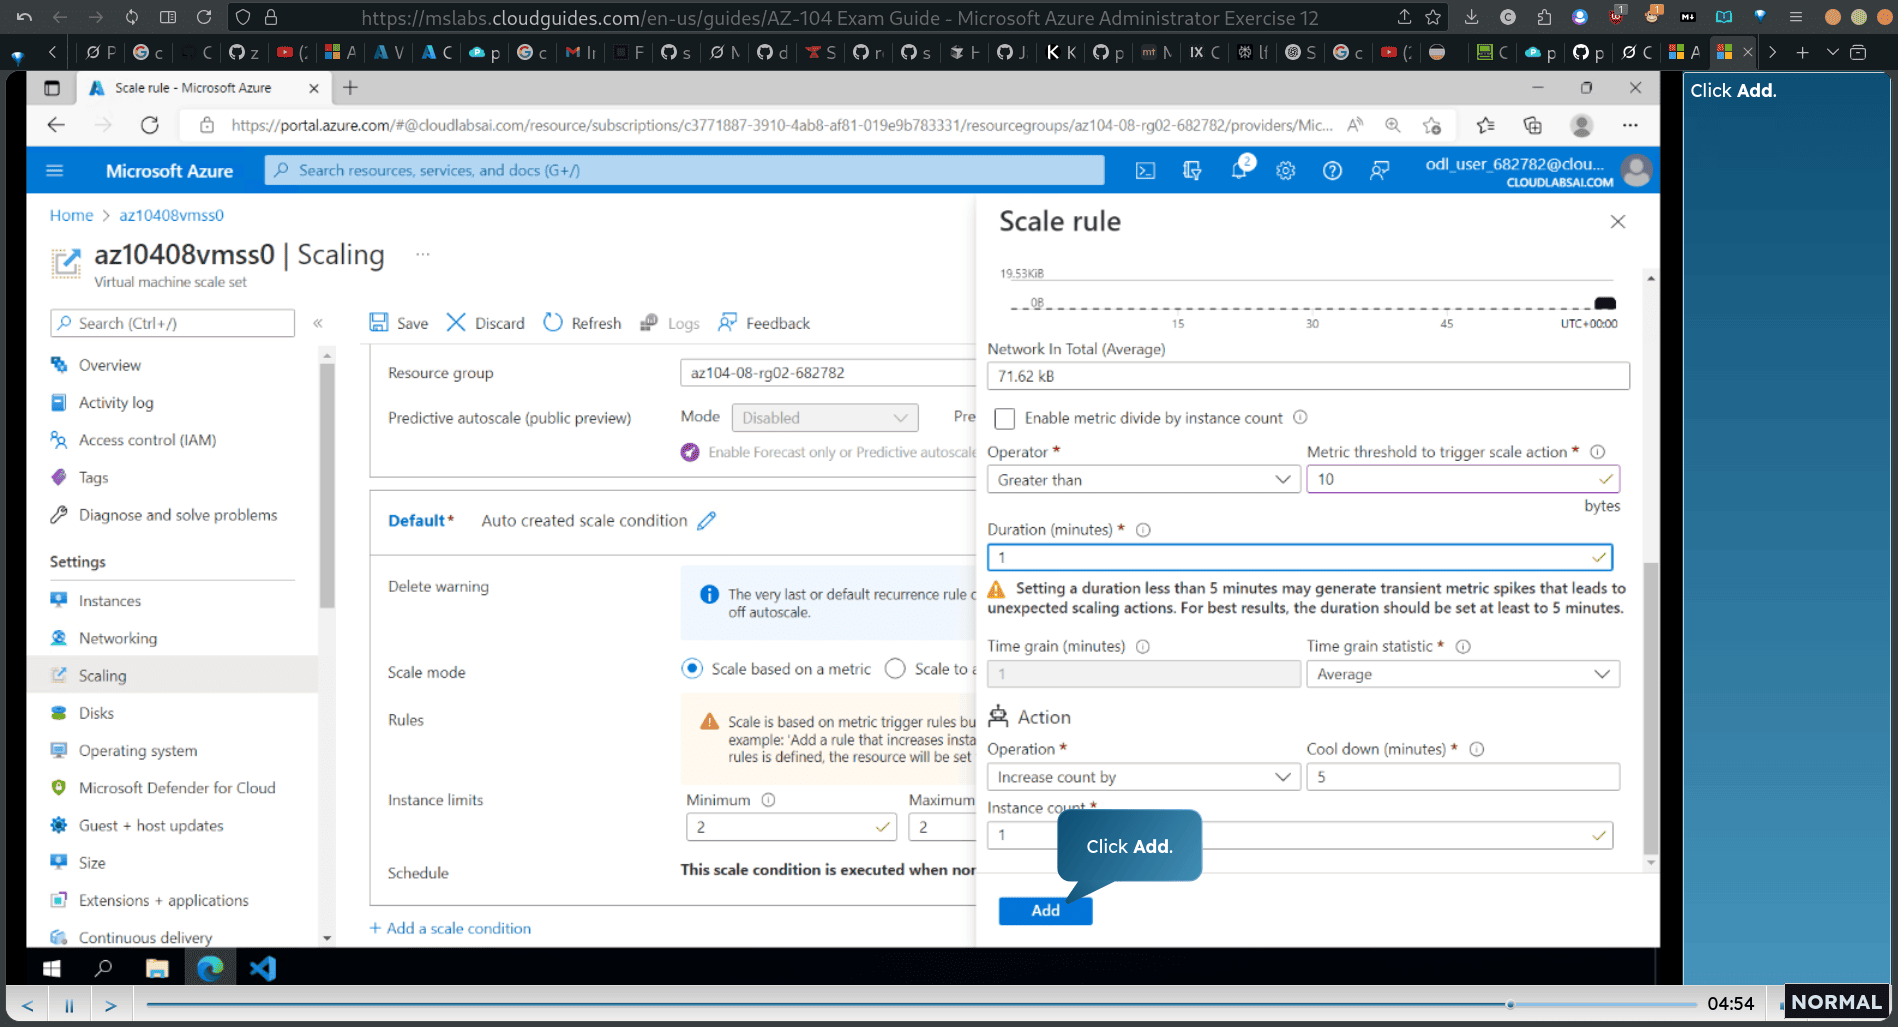 https://mslabs.cloudguides.com/en-us/guides/AZ-104 Exam Guide - Microsoft Azure Administrator Exercise 12
Scale rule - Microsoft Azure
https://portal.azure.com/#@cloudlabsai.com/resource/subscriptions/c3771887-3910-4ab8-af81-019e9b783331/resourcegroups/az104-08-rg02-682782/providers/Mic...
Microsoft Azure
Search resources, services, and docs (G+/)
2
odl_user_682782@clou...
CLOUDLABSAI.COM
Home > az10408vmss0
az10408vmss0 | Scaling
...
Virtual machine scale set
Search (Ctrl+/)
«
Overview
Activity log
Access control (IAM)
Tags
Diagnose and solve problems
Settings
Instances
Networking
Scaling
Disks
Operating system
Microsoft Defender for Cloud
Guest + host updates
Size
Extensions + applications
Continuous delivery
Save
Discard
Refresh
Logs
Feedback
Resource group
az104-08-rg02-682782
Predictive autoscale (public preview)
Mode
Disabled
Pre
Enable Forecast only or Predictive autoscale
Default*
Auto created scale condition
Delete warning
The very last or default recurrence rule c
off autoscale.
Scale mode
Scale based on a metric
Scale to a
Rules
Scale is based on metric trigger rules bu
example: 'Add a rule that increases insta
rules is defined, the resource will be set
Instance limits
Minimum
2
Maximum
2
Schedule
This scale condition is executed when nor
+ Add a scale condition
Scale rule
19.53KiB
0B
15
30
45
UTC+00:00
Network In Total (Average)
71.62 kB
Enable metric divide by instance count
Operator *
Greater than
Metric threshold to trigger scale action *
10
bytes
Duration (minutes) *
1
Setting a duration less than 5 minutes may generate transient metric spikes that leads to
unexpected scaling actions. For best results, the duration should be set at least to 5 minutes.
Time grain (minutes)
1
Time grain statistic *
Average
Action
Operation *
Increase count by
Cool down (minutes) *
5
Instance count *
1
Click Add.
Add
Click Add.
04:54
NORMAL